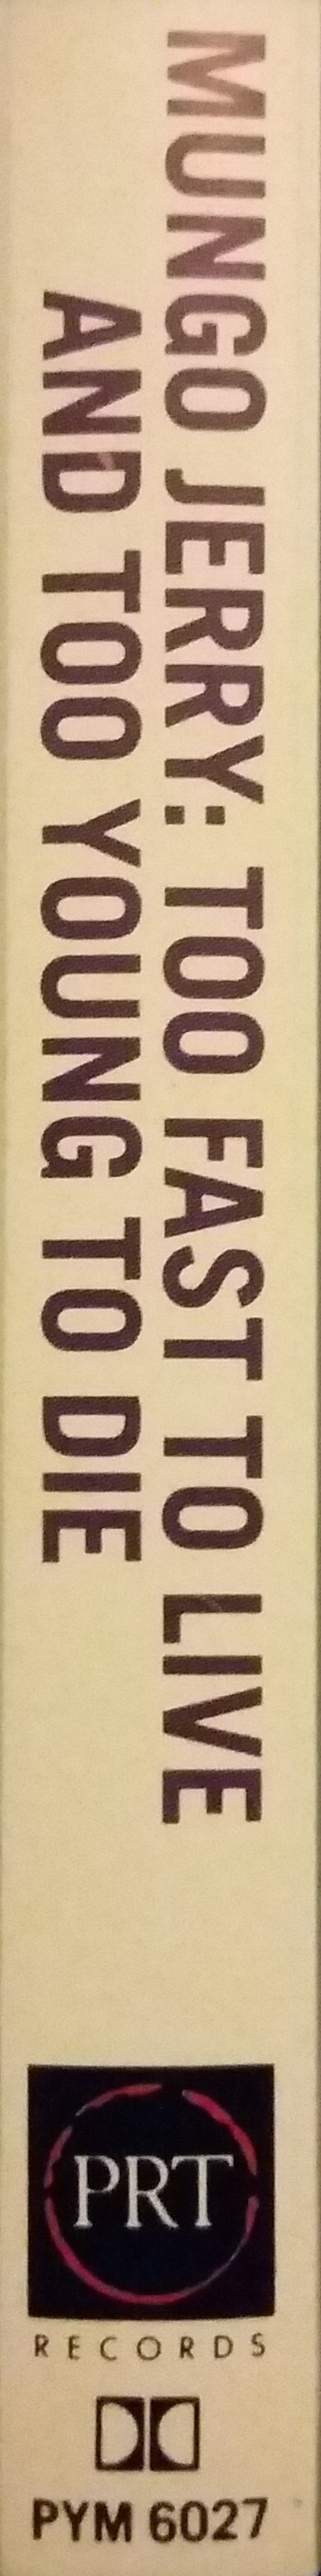 MUNGO JERRY: TOO FAST TO LIVE
AND TOO YOUNG TO DIE
PRT
RECORDS
PYM 6027